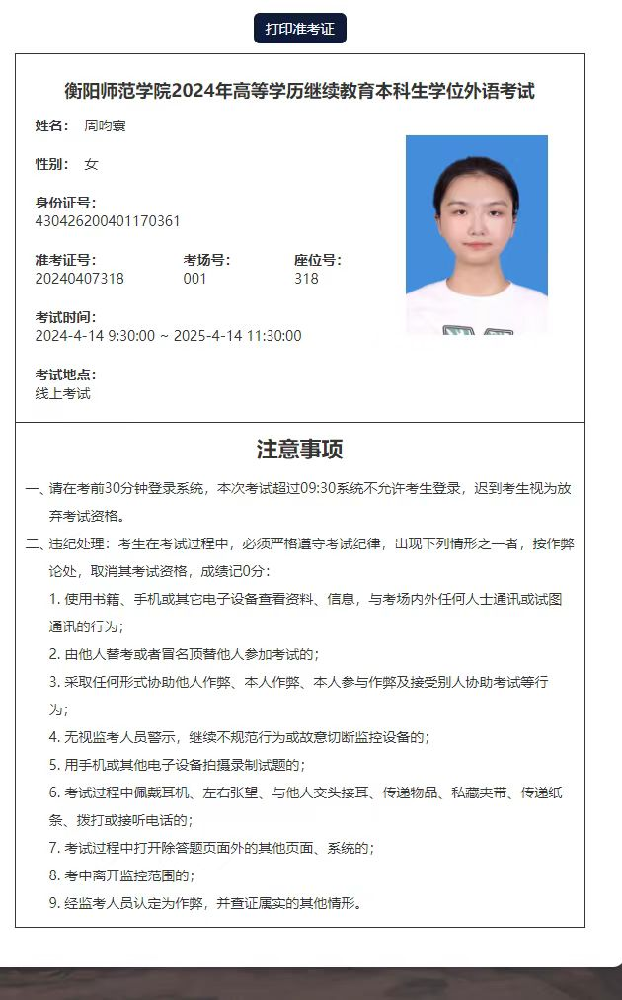 打印准考证
衡阳师范学院2024年高等学历继续教育本科生学位外语考试
姓名: 周昀寰
性别: 女
身份证号:
430426200401170361
准考证号: 考场号: 座位号:
20240407318 001 318
考试时间:
2024-4-14 9:30:00 ~ 2025-4-14 11:30:00
考试地点:
线上考试
注意事项
一、请在考前30分钟登录系统，本次考试超过09:30系统不允许考生登录，迟到考生视为放
弃考试资格。
二、违纪处理：考生在考试过程中，必须严格遵守考试纪律，出现下列情形之一者，按作弊
论处，取消其考试资格，成绩记0分：
1. 使用书籍、手机或其它电子设备查看资料、信息，与考场内外任何人士通讯或试图
通讯的行为；
2. 由他人替考或者冒名顶替他人参加考试的；
3. 采取任何形式协助他人作弊、本人作弊、本人参与作弊及接受别人协助考试等行
为；
4. 无视监考人员警示，继续不规范行为或故意切断监控设备的；
5. 用手机或其他电子设备拍摄录制试题的；
6. 考试过程中佩戴耳机、左右张望、与他人交头接耳、传递物品、私藏夹带、传递纸
条、拨打或接听电话的；
7. 考试过程中打开除答题页面外的其他页面、系统的；
8. 考中离开监控范围的；
9. 经监考人员认定为作弊，并查证属实的其他情形。